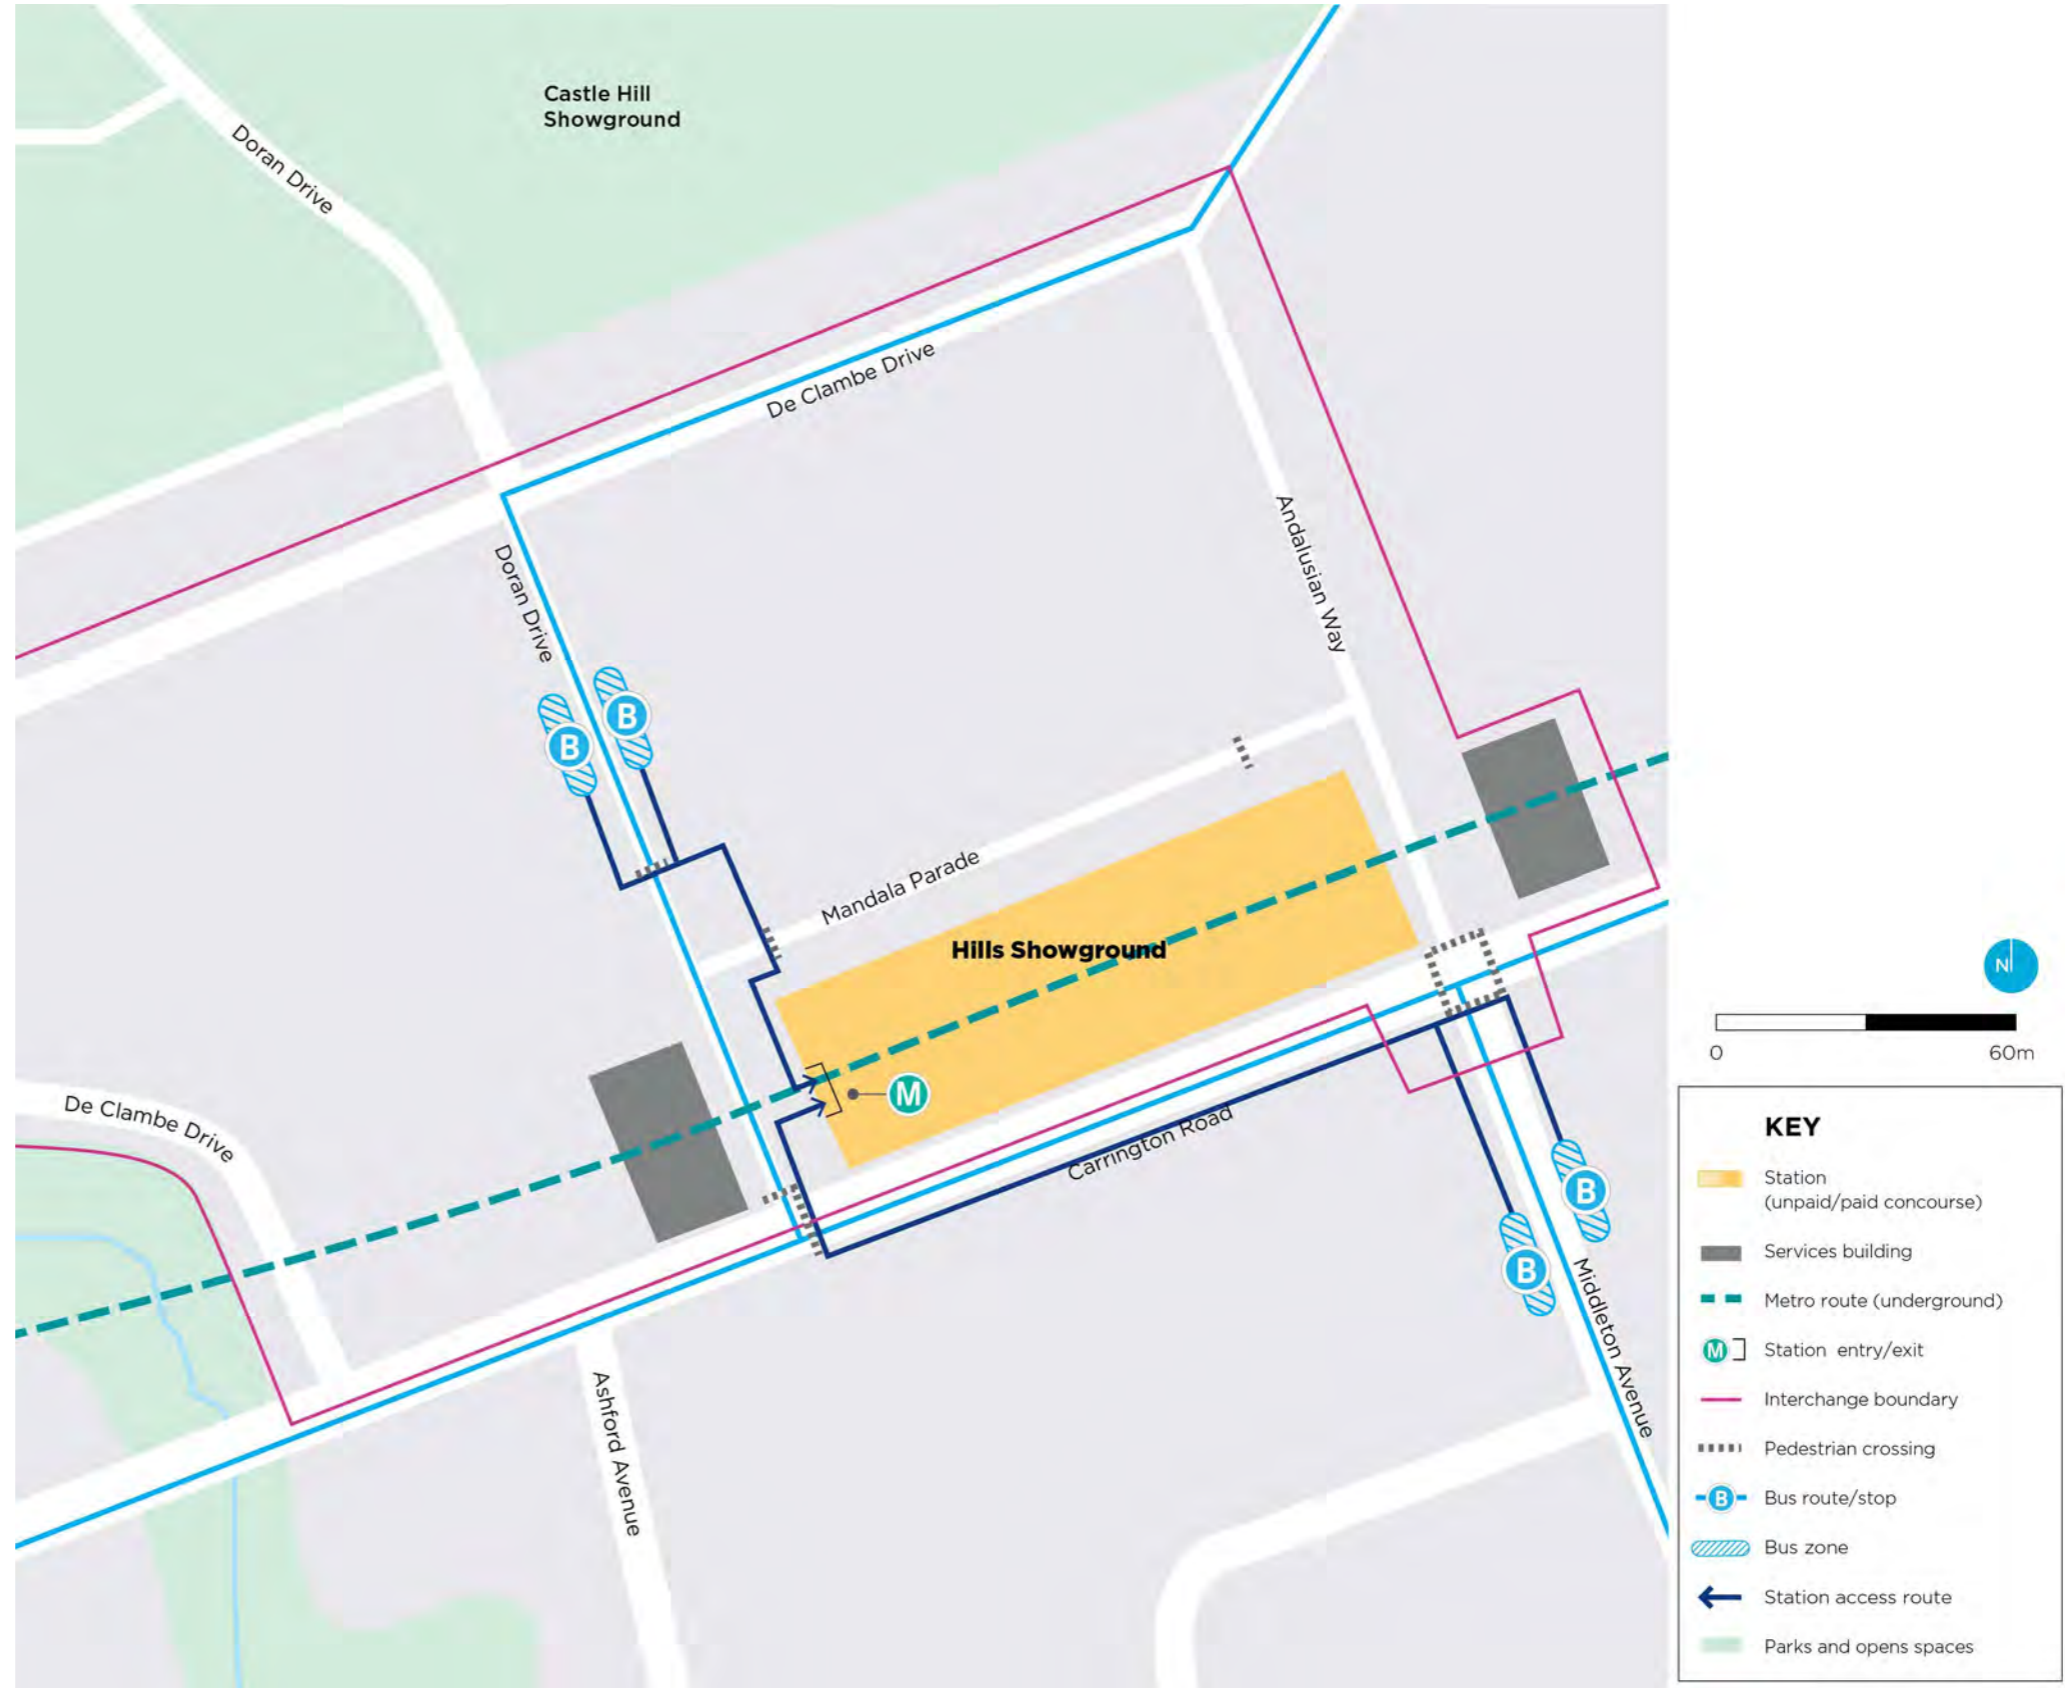 Castle Hill
Showground
Doran Drive
De Clambe Drive
Doran Drive
Andalusian Way
B
B
Mandala Parade
Hills Showground
M
De Clambe Drive
Carrington Road
B
B
Middleton Avenue
Ashford Avenue
N
0 60m
KEY
Station
(unpaid/paid concourse)
Services building
Metro route (underground)
M Station entry/exit
Interchange boundary
Pedestrian crossing
B Bus route/stop
Bus zone
Station access route
Parks and opens spaces